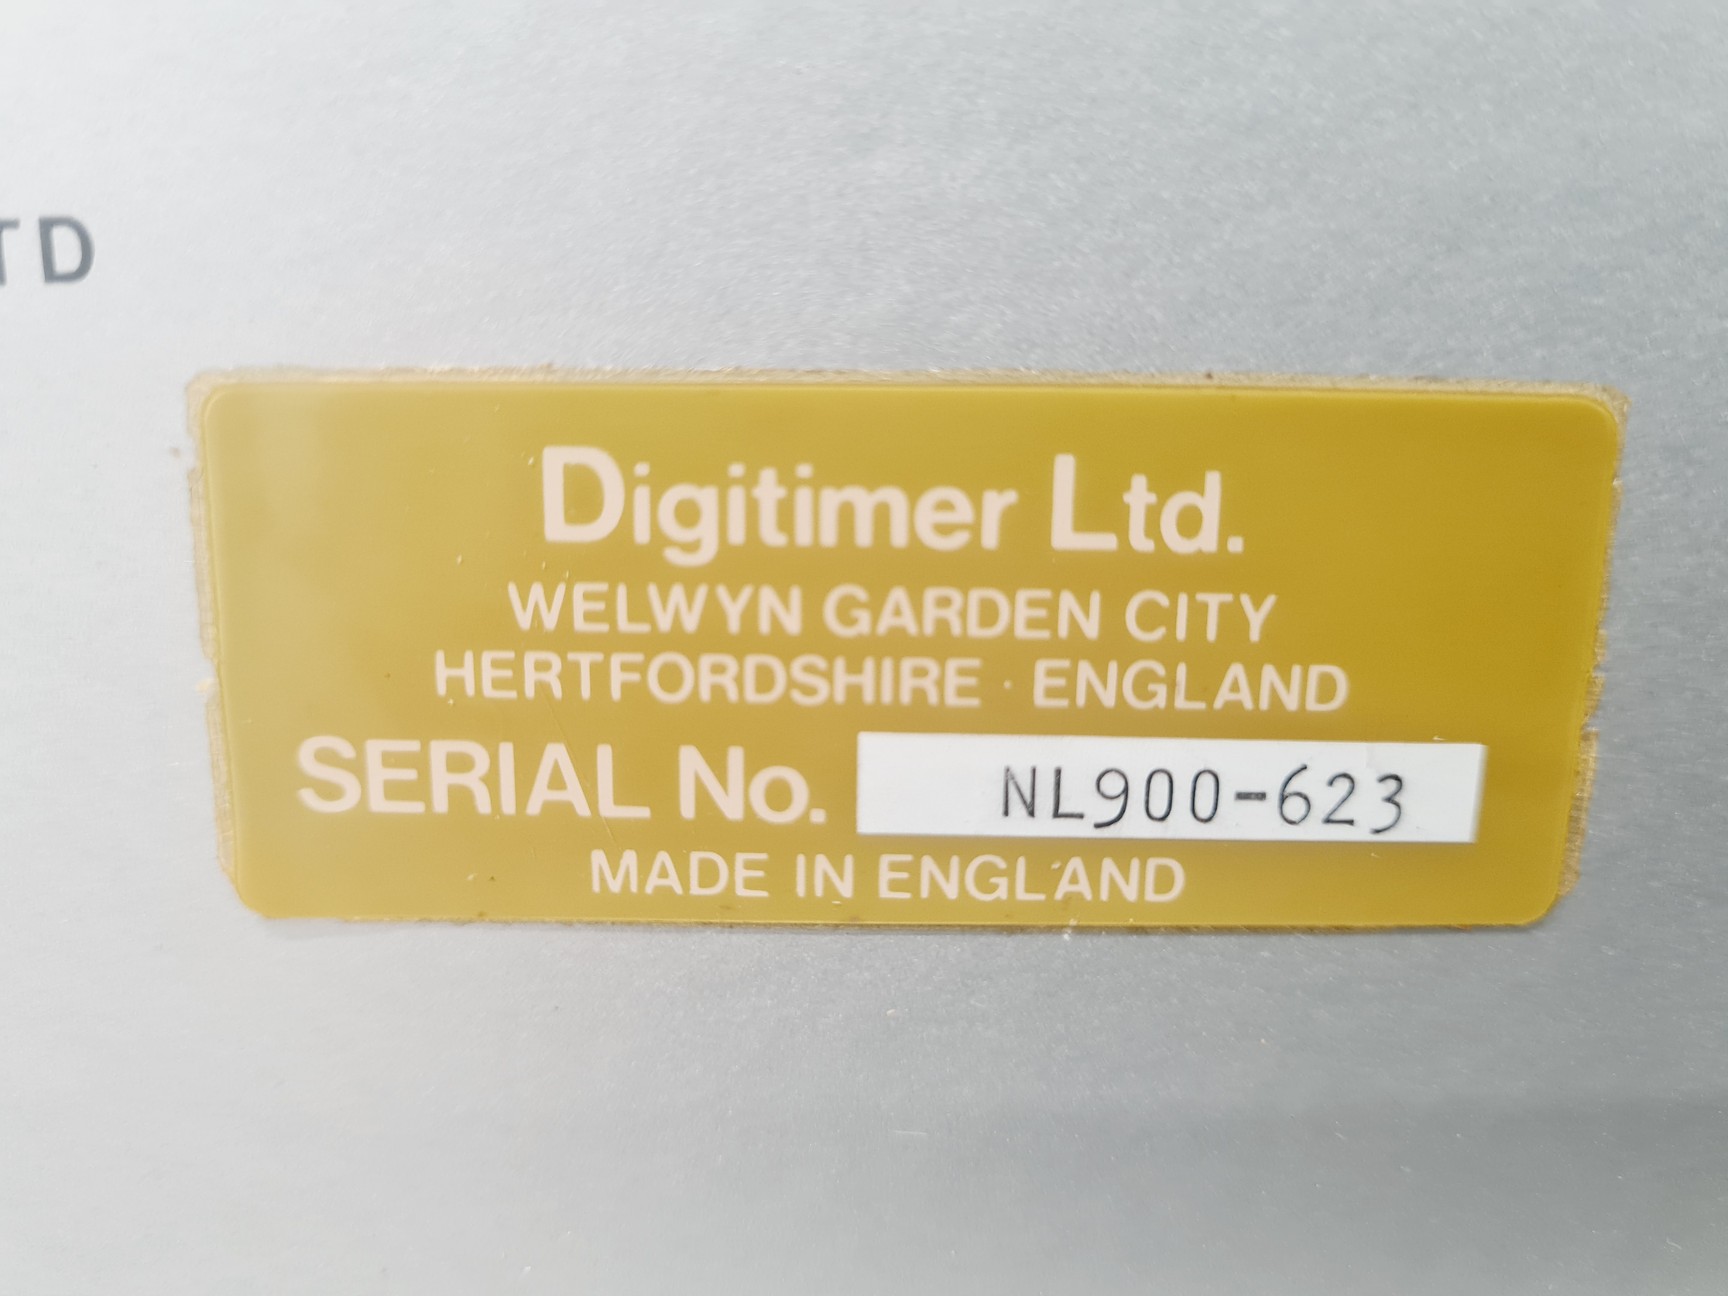 TD
Digitimer Ltd.
WELWYN GARDEN CITY
HERTFORDSHIRE · ENGLAND
SERIAL No. NL900-623
MADE IN ENGLAND